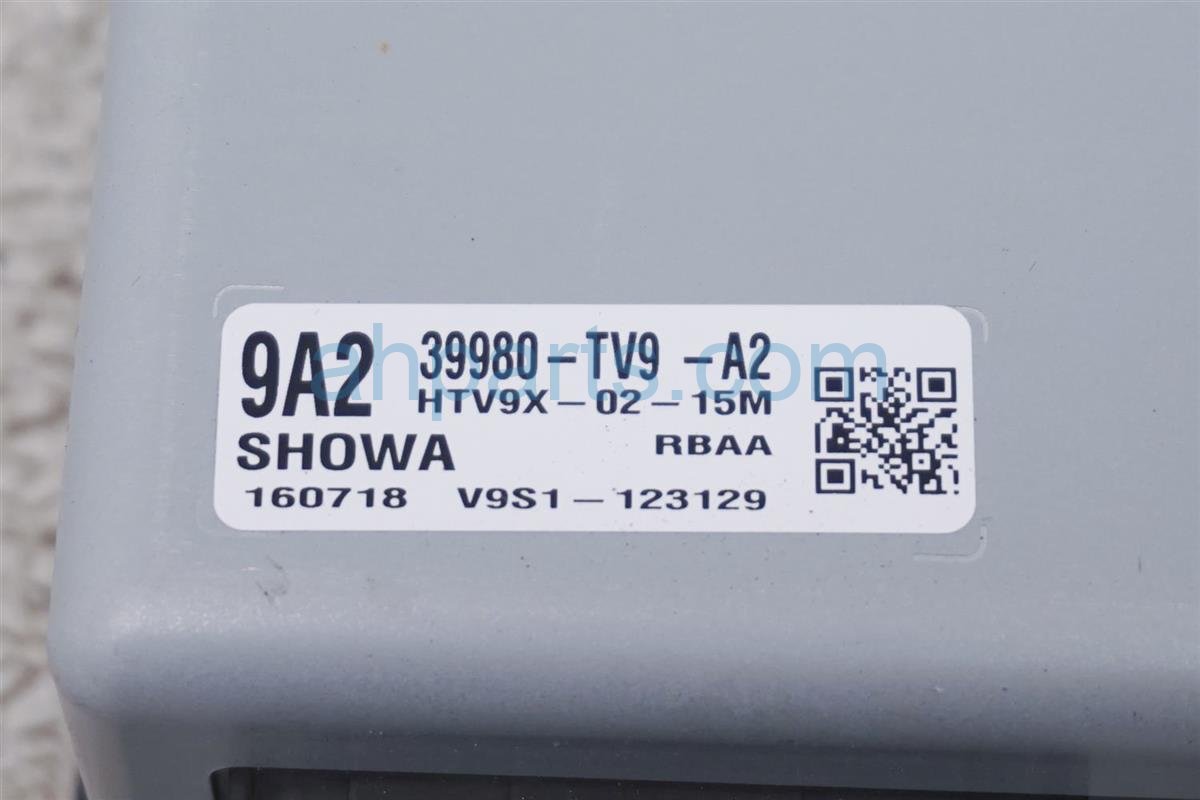 9A2 39980-TV9 -A2
HTV9X-02-15M
SHOWA RBAA
160718 V9S1-123129
ahparts.com